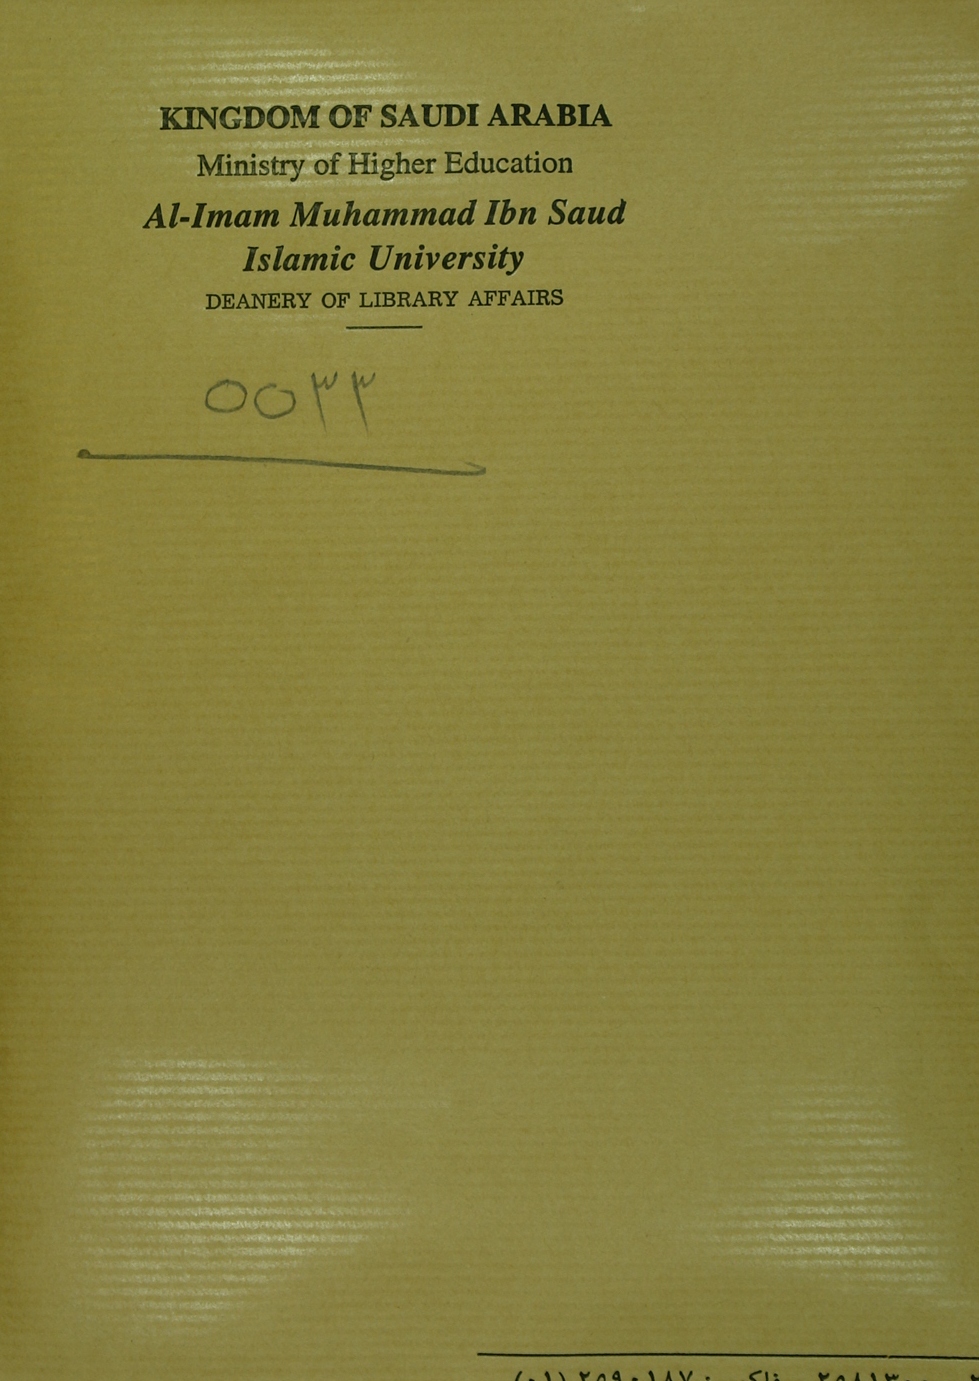 KINGDOM OF SAUDI ARABIA
Ministry of Higher Education
Al-Imam Muhammad Ibn Saud
Islamic University
DEANERY OF LIBRARY AFFAIRS
٥٥٣٣